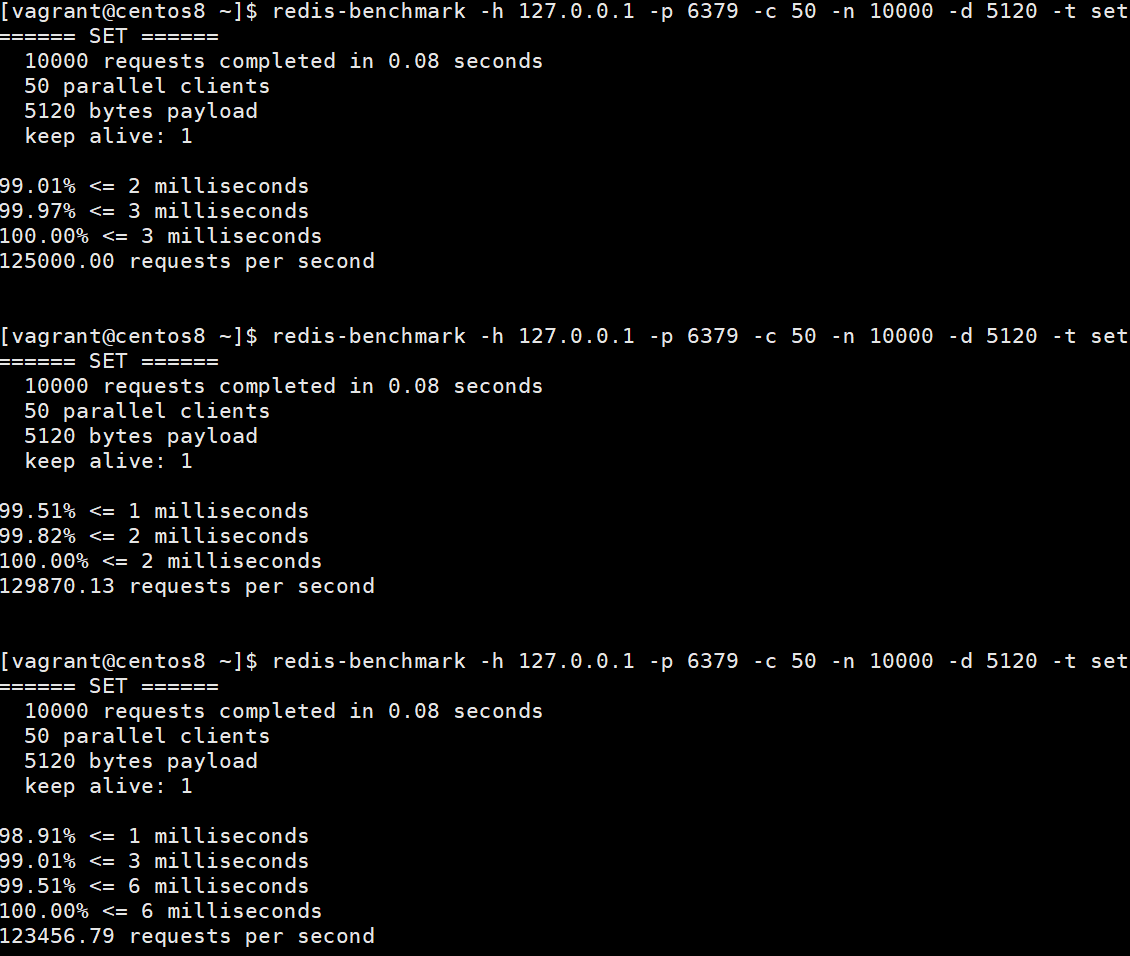 [vagrant@centos8 ~]$ redis-benchmark -h 127.0.0.1 -p 6379 -c 50 -n 10000 -d 5120 -t set
====== SET ======
  10000 requests completed in 0.08 seconds
  50 parallel clients
  5120 bytes payload
  keep alive: 1

99.01% <= 2 milliseconds
99.97% <= 3 milliseconds
100.00% <= 3 milliseconds
125000.00 requests per second


[vagrant@centos8 ~]$ redis-benchmark -h 127.0.0.1 -p 6379 -c 50 -n 10000 -d 5120 -t set
====== SET ======
  10000 requests completed in 0.08 seconds
  50 parallel clients
  5120 bytes payload
  keep alive: 1

99.51% <= 1 milliseconds
99.82% <= 2 milliseconds
100.00% <= 2 milliseconds
129870.13 requests per second


[vagrant@centos8 ~]$ redis-benchmark -h 127.0.0.1 -p 6379 -c 50 -n 10000 -d 5120 -t set
====== SET ======
  10000 requests completed in 0.08 seconds
  50 parallel clients
  5120 bytes payload
  keep alive: 1

98.91% <= 1 milliseconds
99.01% <= 3 milliseconds
99.51% <= 6 milliseconds
100.00% <= 6 milliseconds
123456.79 requests per second